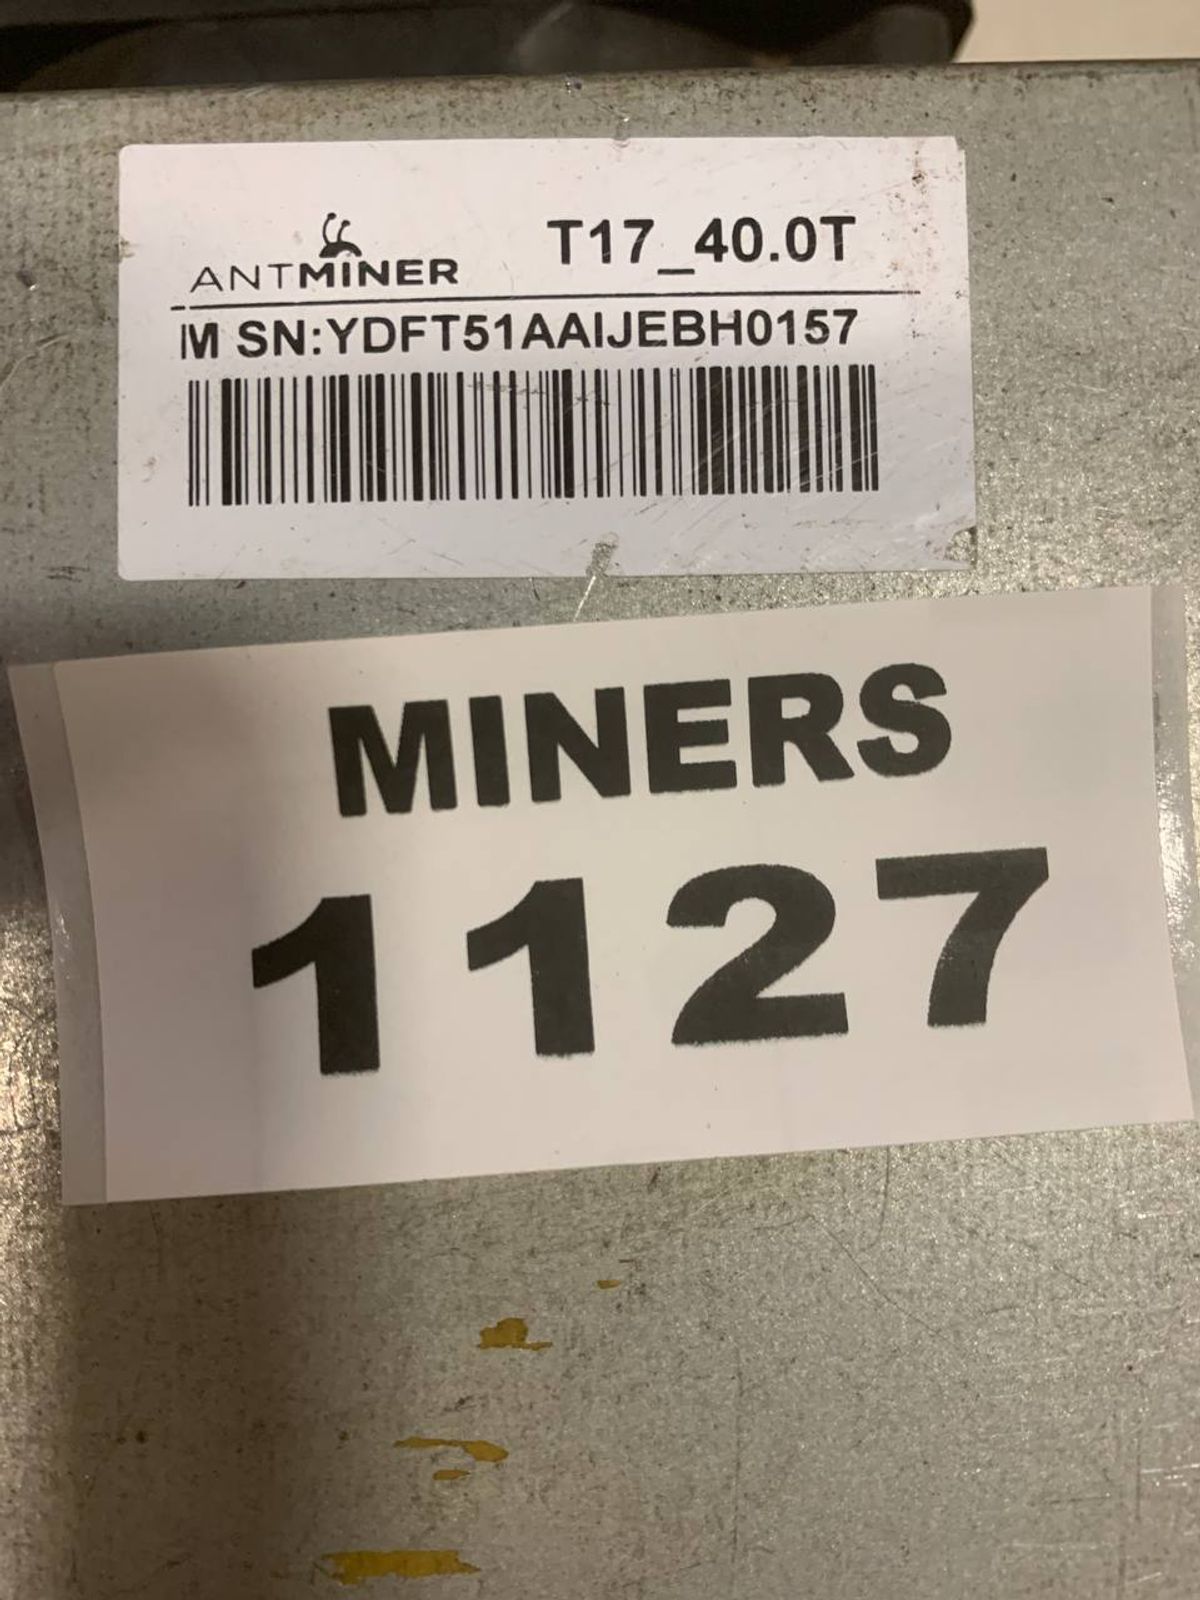 ANTMINER T17_40.0T
M SN:YDFT51AAIJEBH0157
MINERS
1127